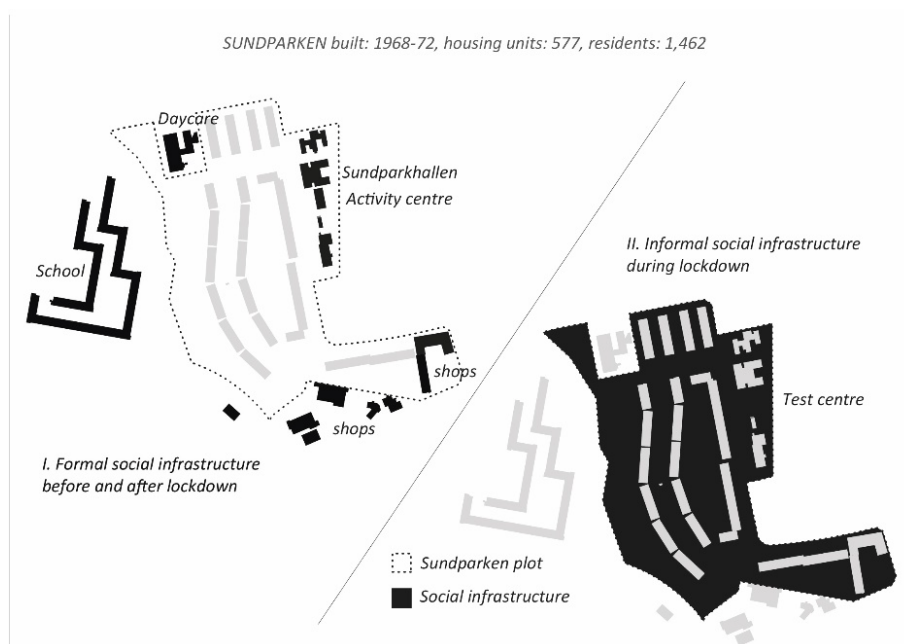 SUNDPARKEN built: 1968-72, housing units: 577, residents: 1,462
Daycare
Sundparkhallen
Activity centre
School
shops
shops
I. Formal social infrastructure
before and after lockdown
II. Informal social infrastructure
during lockdown
Test centre
Sundparken plot
Social infrastructure